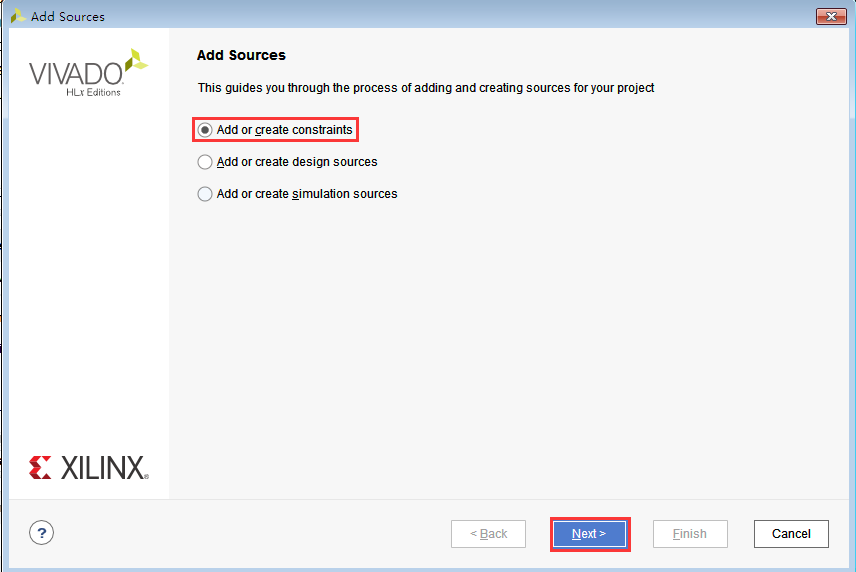 Add Sources
VIVADO
HLx Editions
Add Sources
This guides you through the process of adding and creating sources for your project
Add or create constraints
Add or create design sources
Add or create simulation sources
XILINX
?
< Back
Next >
Finish
Cancel